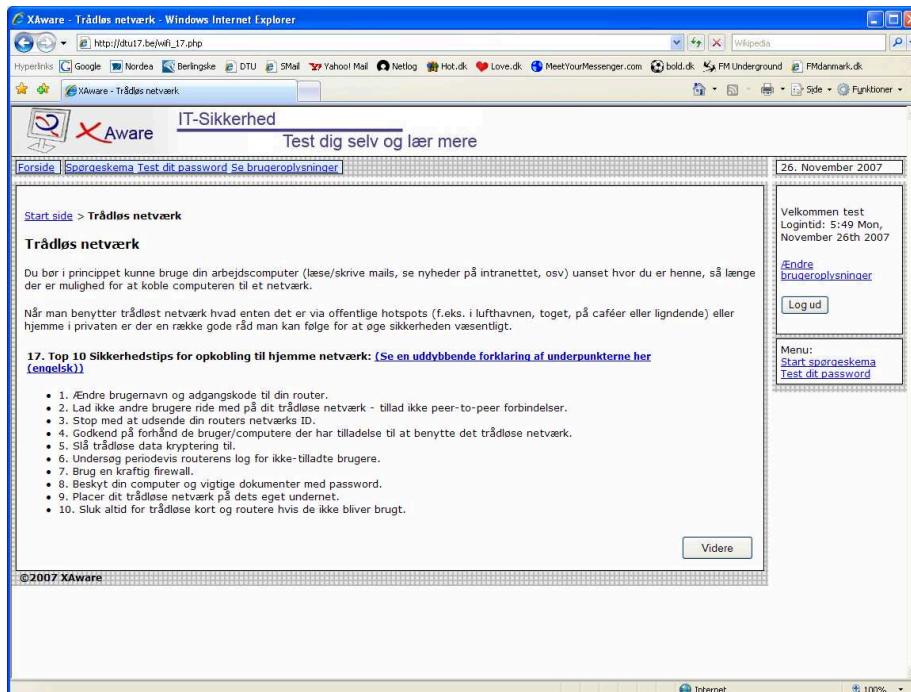 XAware - Trådløs netværk - Windows Internet Explorer
http://dtu17.be/wifi_17.php
Wikipedia
Hyperlinks Google Nordea Berlingske DTU SMail Yahoo! Mail Netlog Hot.dk Love.dk MeetYourMessenger.com bold.dk FM Underground FMdanmark.dk
XAware - Trådløs netværk
Side Funktioner
XAware
IT-Sikkerhed
Test dig selv og lær mere
Forside Spørgeskema Test dit password Se brugeroplysninger
26. November 2007
Start side > Trådløs netværk
Trådløs netværk
Du bør i princippet kunne bruge din arbejdscomputer (læse/skrive mails, se nyheder på intranettet, osv) uanset hvor du er henne, så længe
der er mulighed for at koble computeren til et netværk.
Når man benytter trådløst netværk hvad enten det er via offentlige hotspots (f.eks. i lufthavnen, toget, på caféer eller ligndende) eller
hjemme i privaten er der en række gode råd man kan følge for at øge sikkerheden væsentligt.
17. Top 10 Sikkerhedstips for opkobling til hjemme netværk: (Se en uddybbende forklaring af underpunkterne her
(engelsk))
• 1. Ændre brugernavn og adgangskode til din router.
• 2. Lad ikke andre brugere ride med på dit trådløse netværk - tillad ikke peer-to-peer forbindelser.
• 3. Stop med at udsende din routers netværks ID.
• 4. Godkend på forhånd de bruger/computere der har tilladelse til at benytte det trådløse netværk.
• 5. Slå trådløse data kryptering til.
• 6. Undersøg periodevis routerens log for ikke-tilladte brugere.
• 7. Brug en kraftig firewall.
• 8. Beskyt din computer og vigtige dokumenter med password.
• 9. Placer dit trådløse netværk på dets eget undernet.
• 10. Sluk altid for trådløse kort og routere hvis de ikke bliver brugt.
Videre
©2007 XAware
Velkommen test
Logintid: 5:49 Mon,
November 26th 2007
Ændre
brugeroplysninger
Log ud
Menu:
Start spørgeskema
Test dit password
Internet
100%